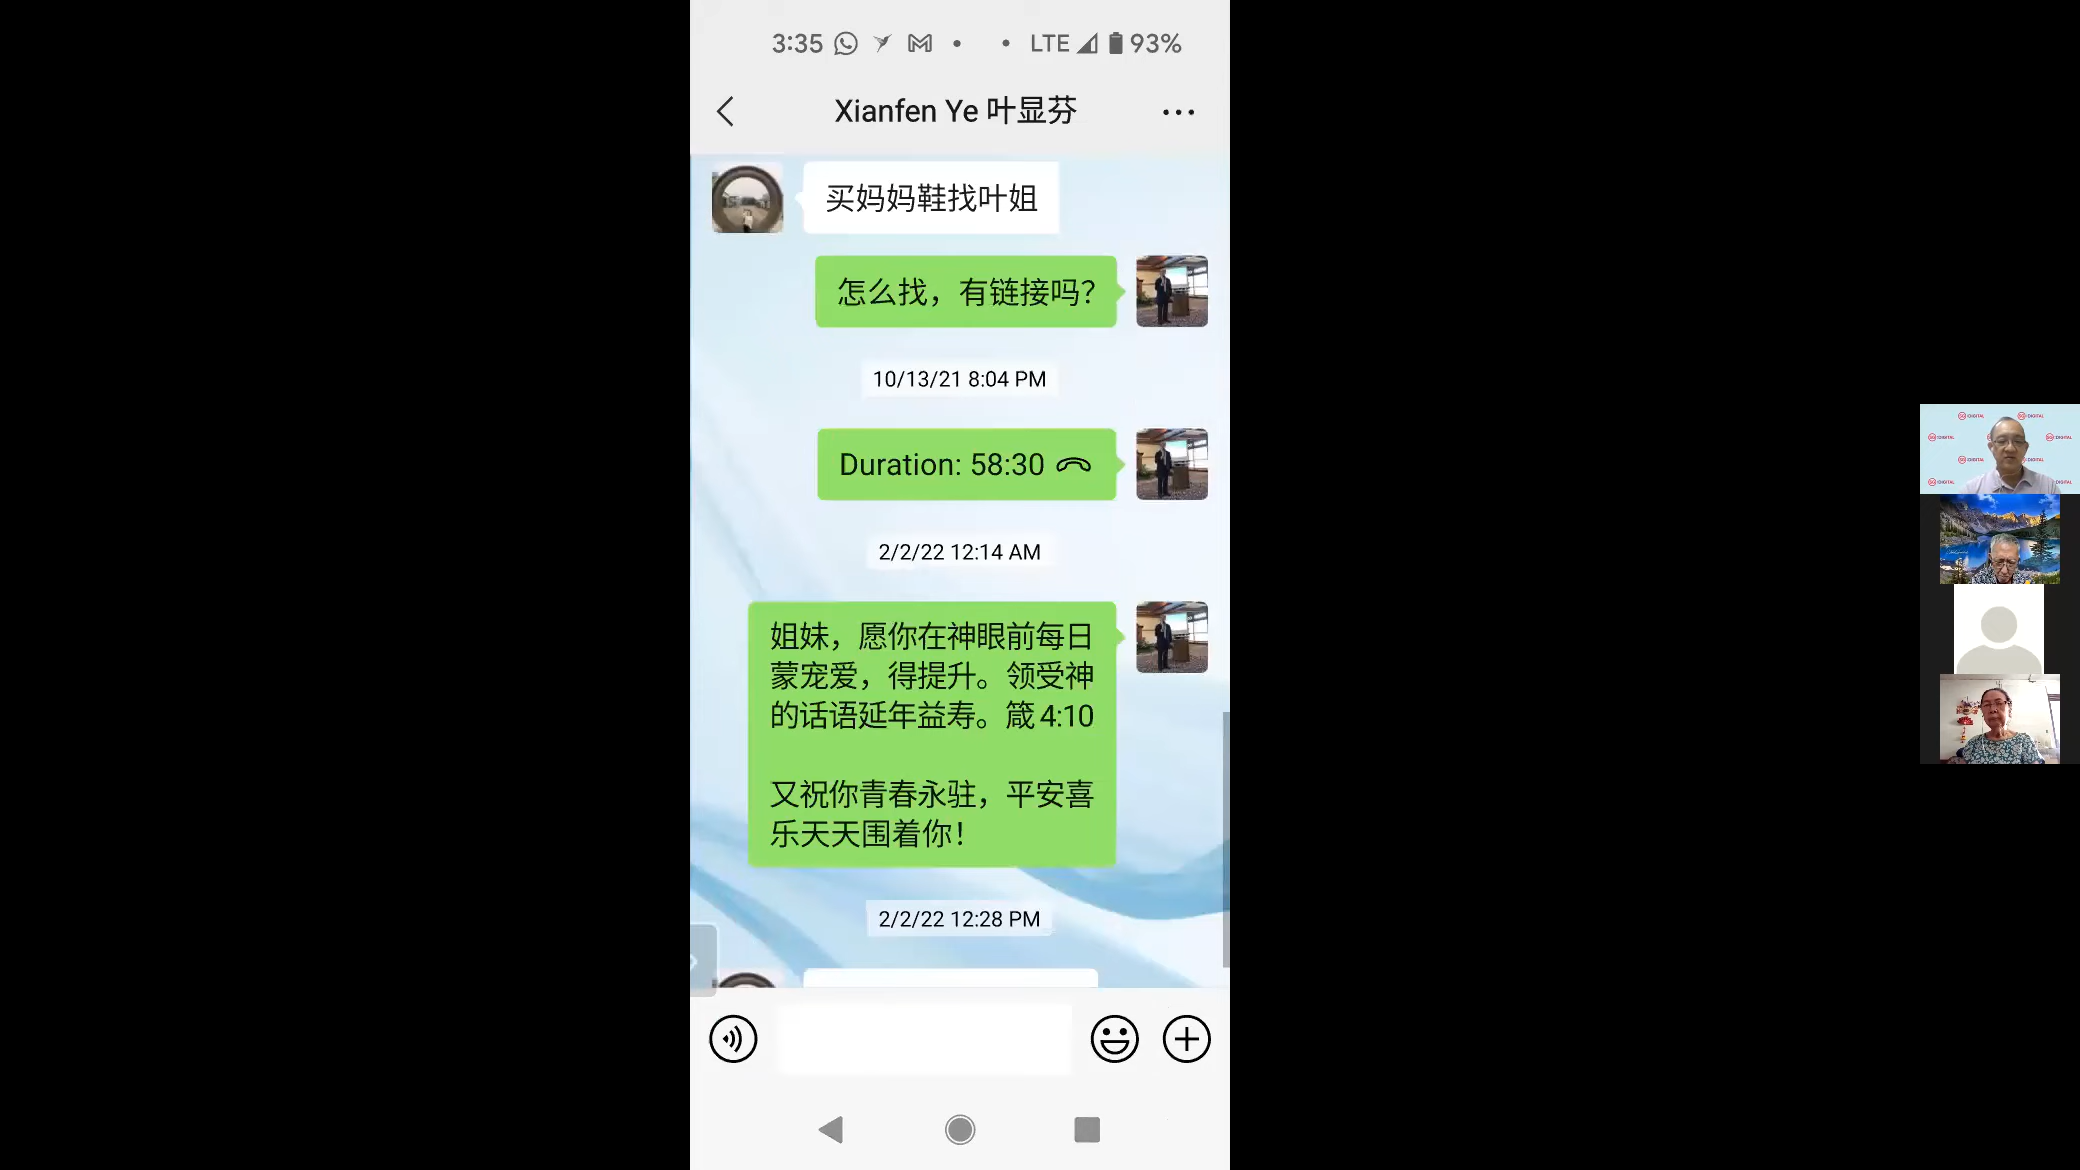 3:35 LTE 93%
Xianfen Ye 叶显芬
买妈妈鞋找叶姐
怎么找，有链接吗？
10/13/21 8:04 PM
Duration: 58:30
2/2/22 12:14 AM
姐妹，愿你在神眼前每日
蒙宠爱，得提升。领受神
的话语延年益寿。箴 4:10
又祝你青春永驻，平安喜
乐天天围着你！
2/2/22 12:28 PM